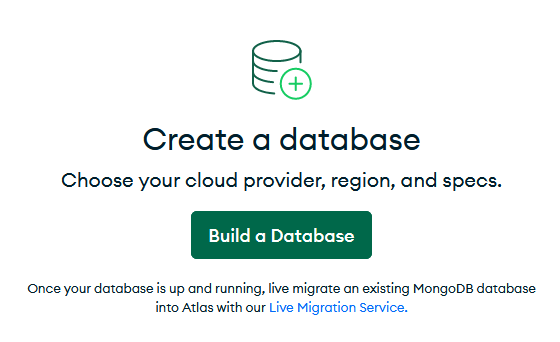 Create a database
Choose your cloud provider, region, and specs.
Build a Database
Once your database is up and running, live migrate an existing MongoDB database
into Atlas with our Live Migration Service.